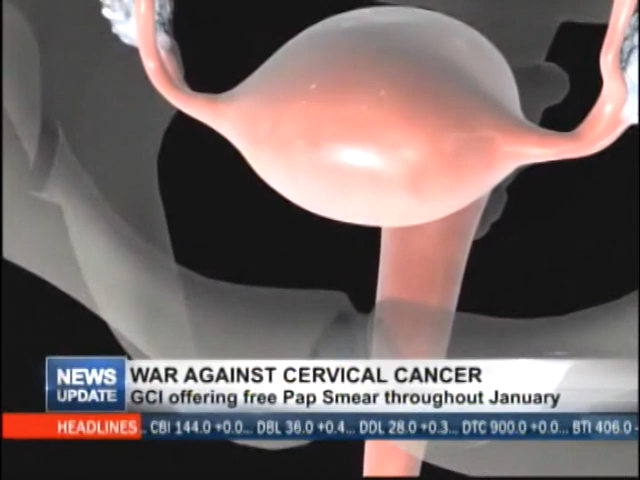 NEWS
UPDATE
WAR AGAINST CERVICAL CANCER
GCI offering free Pap Smear throughout January
HEADLINES .. CBI 144.0 +0.0... DBL 36.0 +0.4... DDL 28.0 +0.3... DTC 900.0 +0.0... BTI 406.0 -